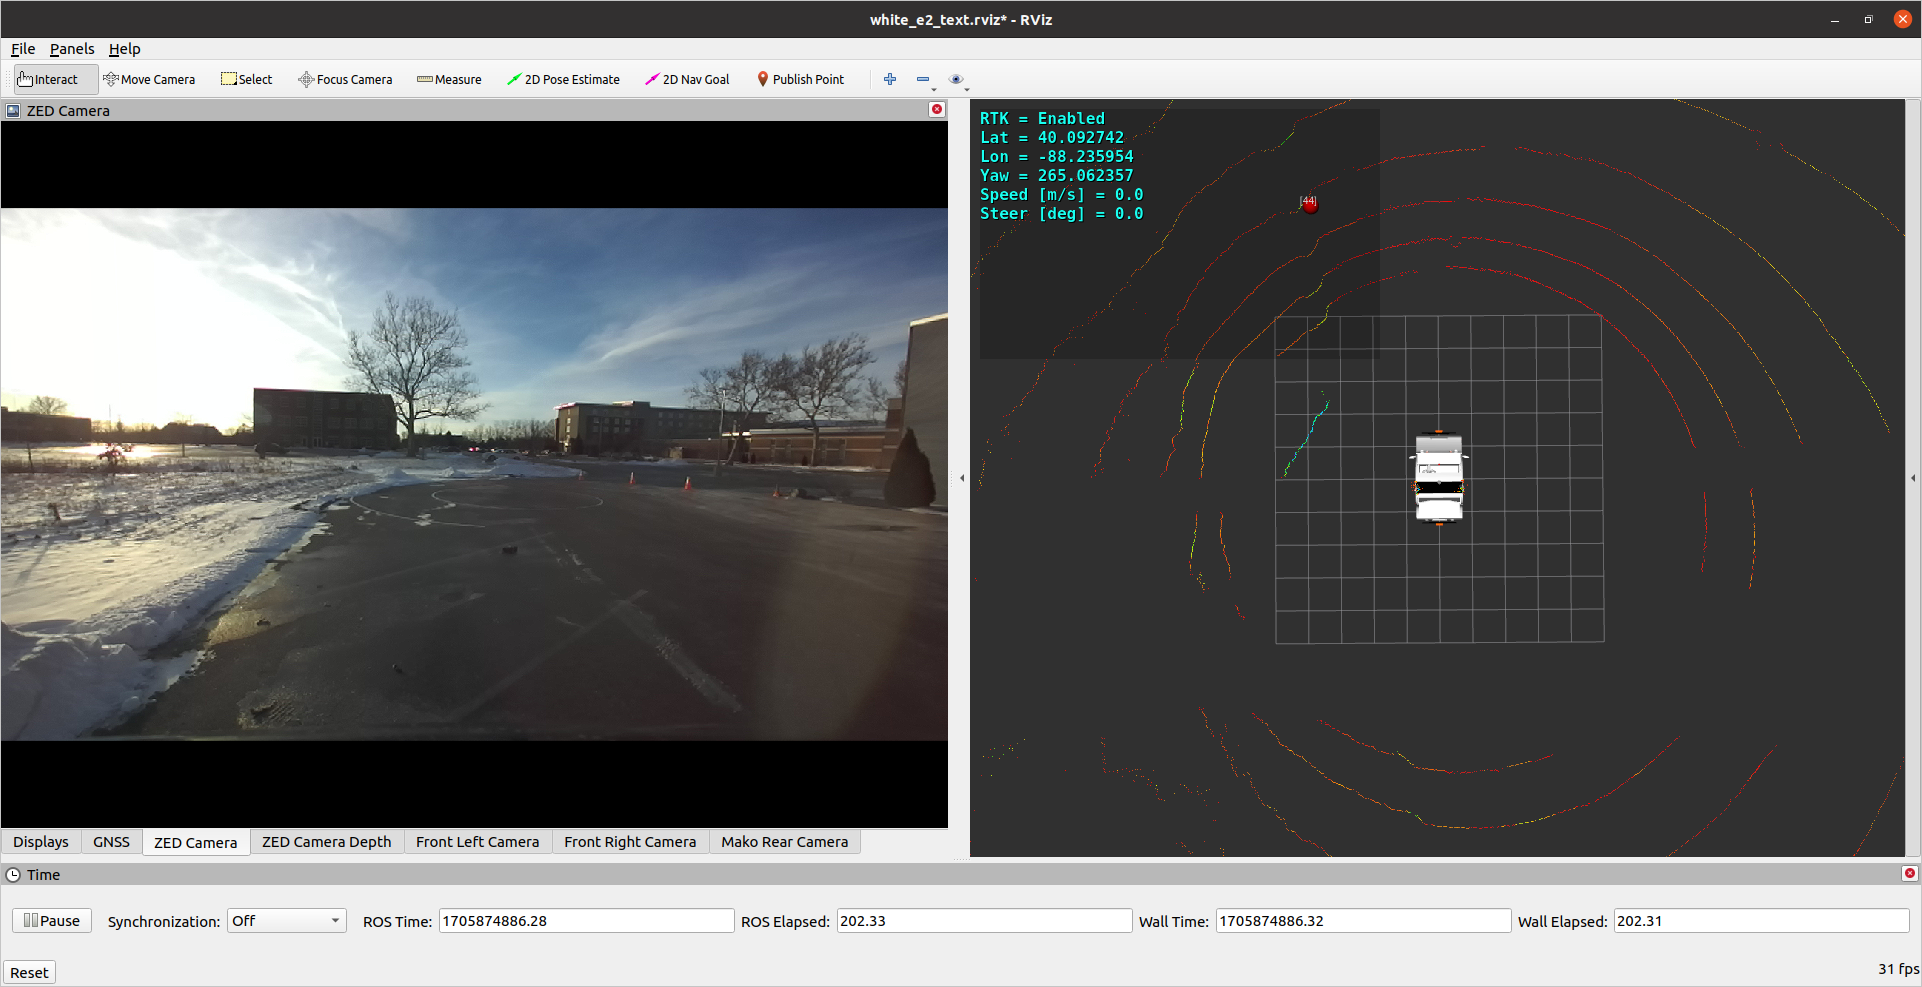 white_e2_text.rviz* - RViz
File Panels Help
Interact Move Camera Select Focus Camera Measure 2D Pose Estimate 2D Nav Goal Publish Point
ZED Camera
RTK = Enabled
Lat = 40.092742
Lon = -88.235954
Yaw = 265.062357
Speed [m/s] = 0.0
Steer [deg] = 0.0
[44]
Displays GNSS ZED Camera ZED Camera Depth Front Left Camera Front Right Camera Mako Rear Camera
Time
Pause Synchronization: Off ROS Time: 1705874886.28 ROS Elapsed: 202.33 Wall Time: 1705874886.32 Wall Elapsed: 202.31
Reset 31 fps